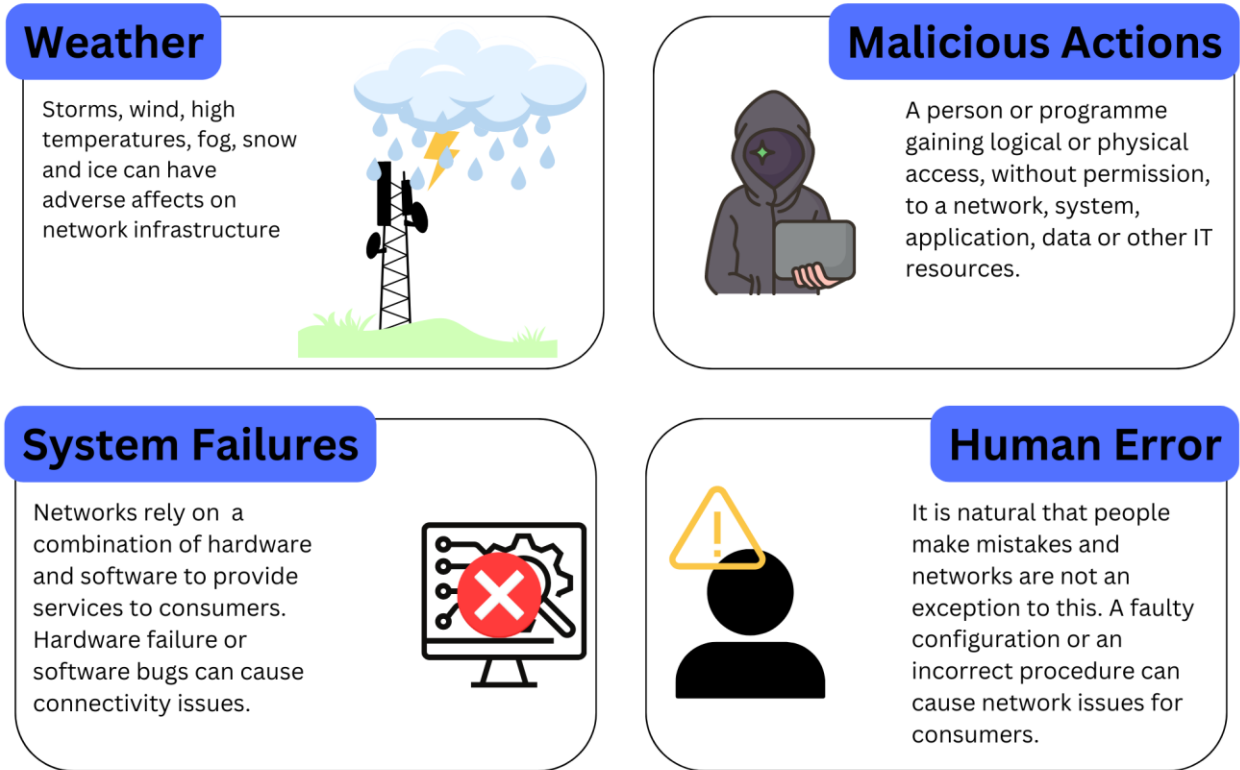 Weather
Storms, wind, high
temperatures, fog, snow
and ice can have
adverse affects on
network infrastructure
Malicious Actions
A person or programme
gaining logical or physical
access, without permission,
to a network, system,
application, data or other IT
resources.
System Failures
Networks rely on  a
combination of hardware
and software to provide
services to consumers.
Hardware failure or
software bugs can cause
connectivity issues.
Human Error
It is natural that people
make mistakes and
networks are not an
exception to this. A faulty
configuration or an
incorrect procedure can
cause network issues for
consumers.